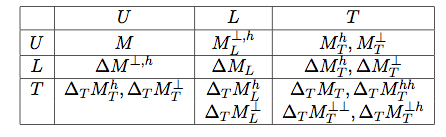 U L T
U M M_L^{⊥,h} M_T^h, M_T^⊥
L ΔM^{⊥,h} ΔM_L ΔM_T^h, ΔM_T^⊥
T Δ_T M_T^h, Δ_T M_T^⊥ Δ_T M_L^h Δ_T M_T, Δ_T M_T^{hh}
Δ_T M_L^⊥ Δ_T M_T^{⊥⊥}, Δ_T M_T^{⊥h}